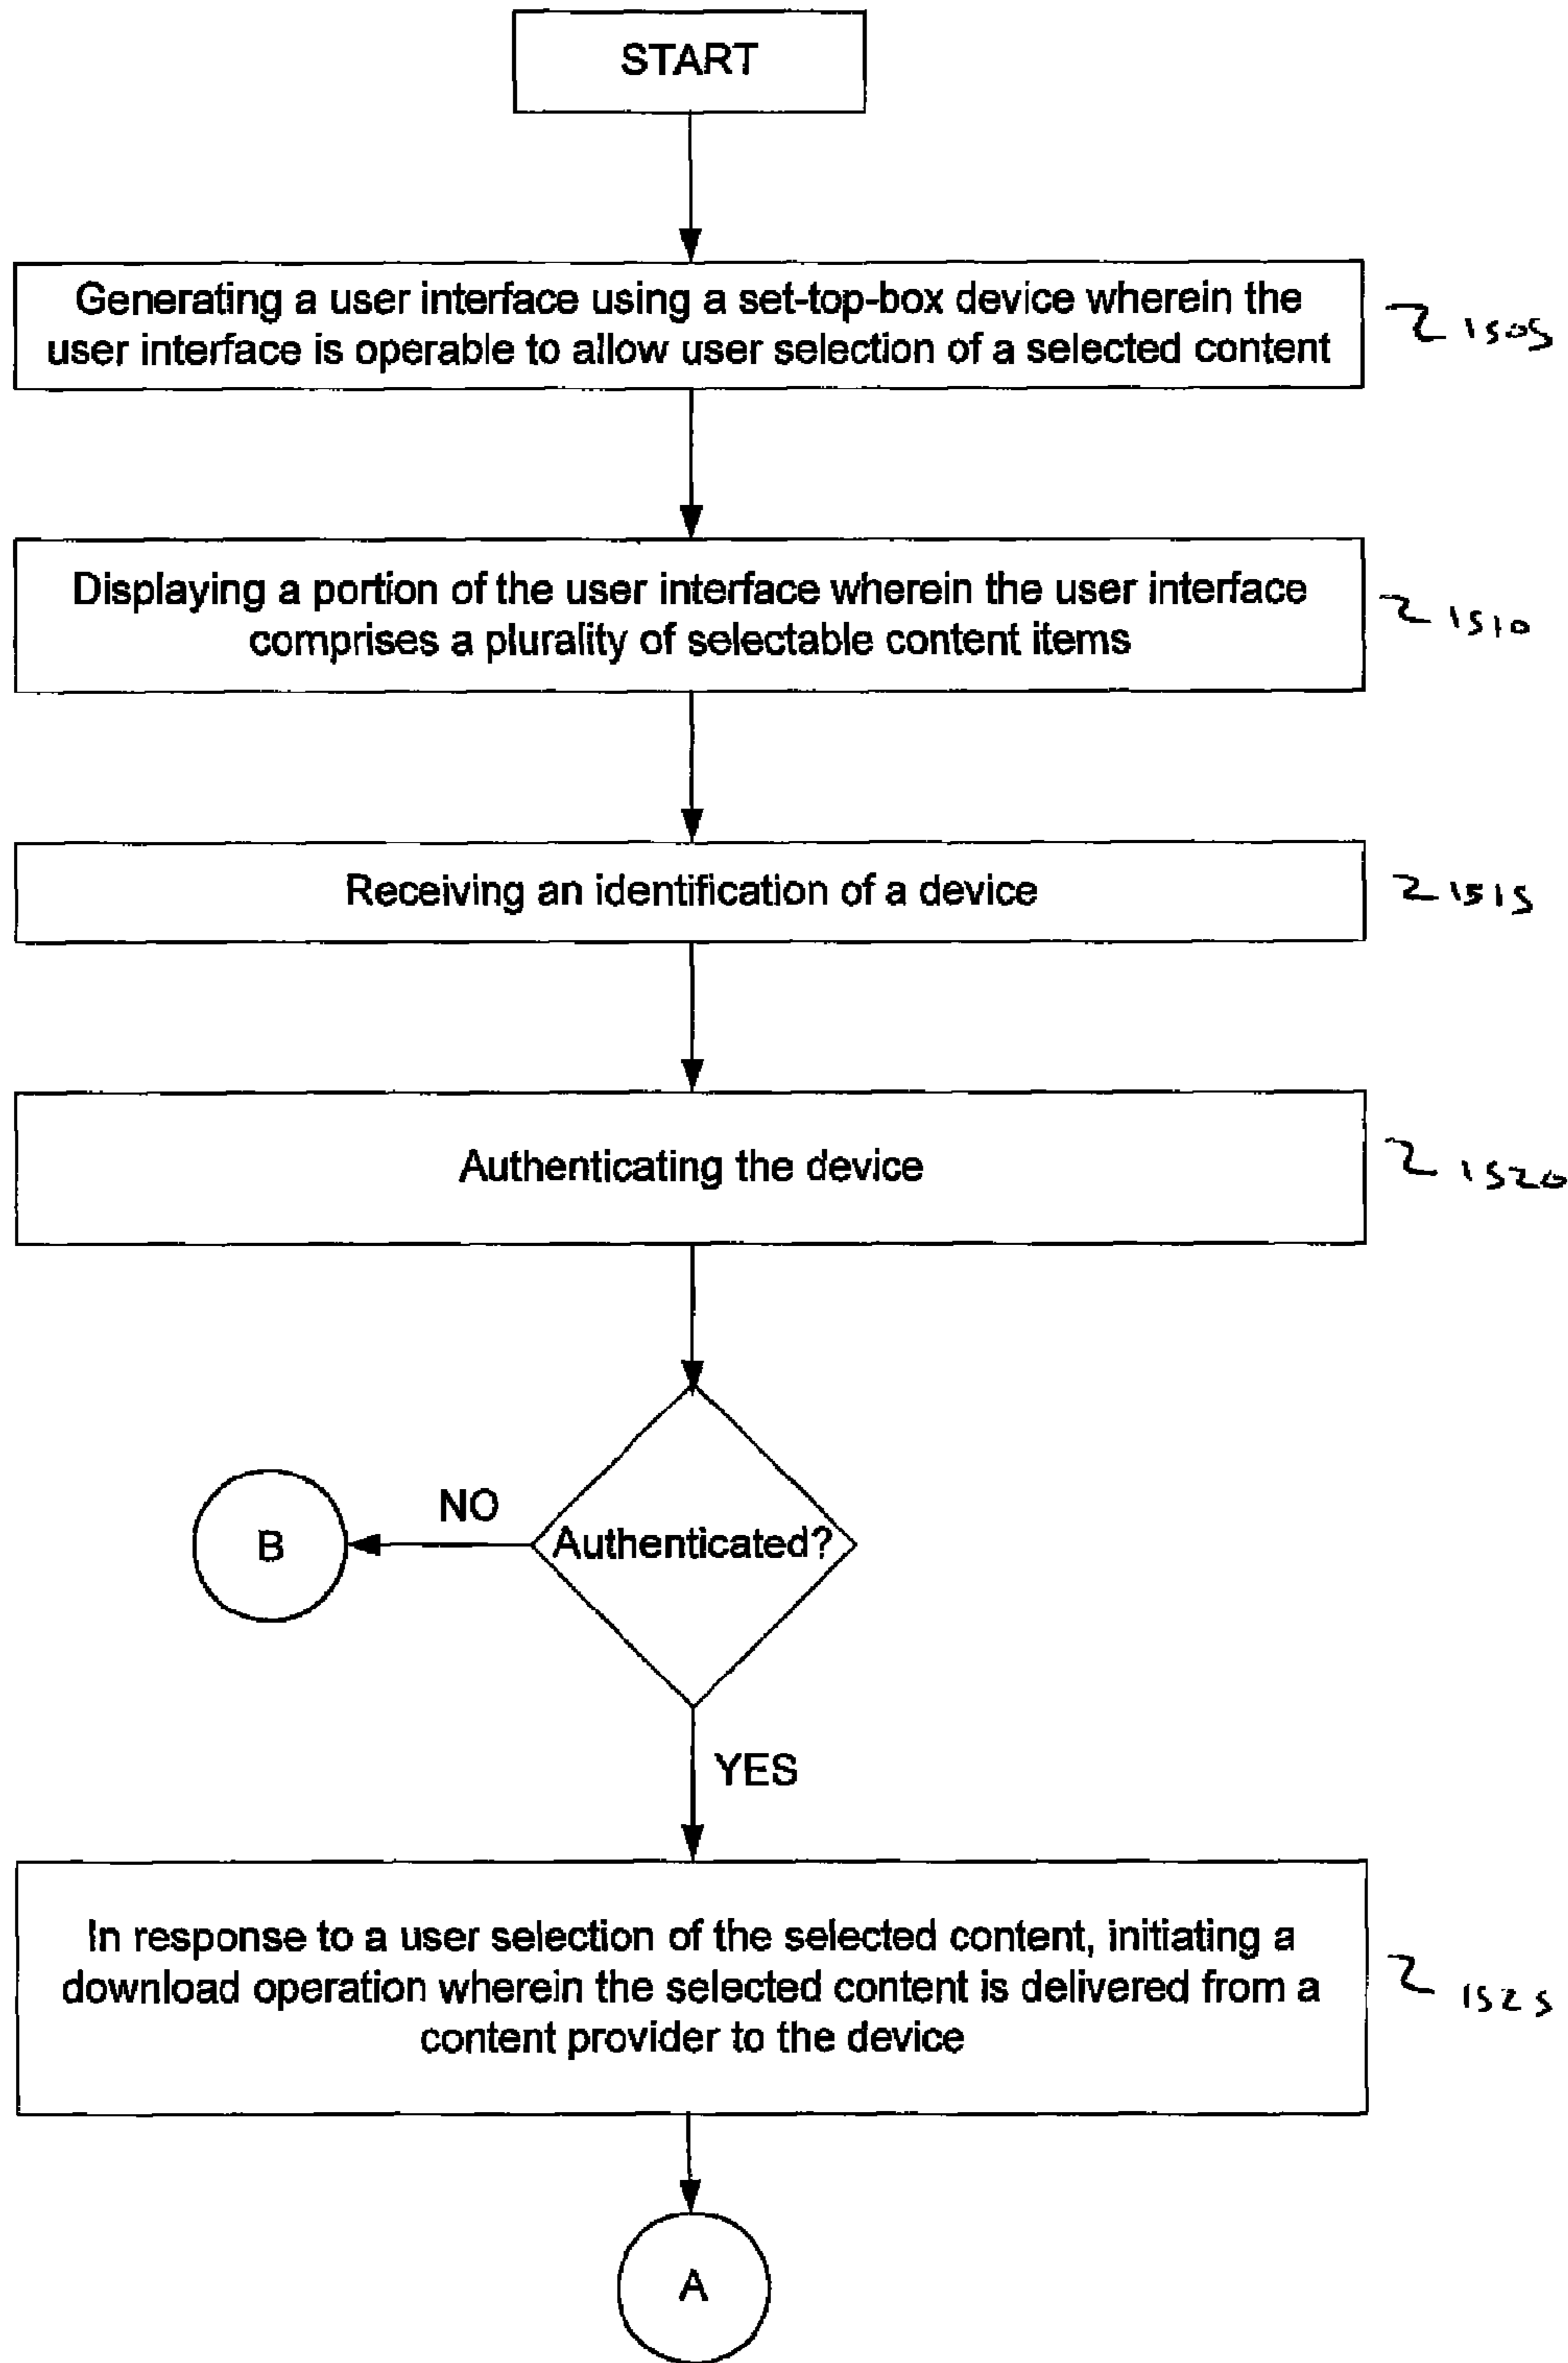 START
Generating a user interface using a set-top-box device wherein the
user interface is operable to allow user selection of a selected content
1505
Displaying a portion of the user interface wherein the user interface
comprises a plurality of selectable content items
1510
Receiving an identification of a device
1515
Authenticating the device
1520
B
NO
Authenticated?
YES
In response to a user selection of the selected content, initiating a
download operation wherein the selected content is delivered from a
content provider to the device
1525
A